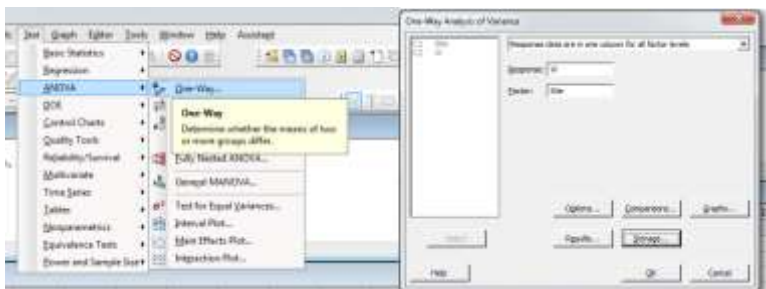 Stat Graph Editor Tools Window Help Assistant
Basic Statistics
Regression
ANOVA
DOE
Control Charts
Quality Tools
Reliability/Survival
Multivariate
Time Series
Tables
Nonparametrics
Equivalence Tests
Power and Sample Size
One-Way...
One-Way
Determine whether the means of two
or more groups differ.
Fully Nested ANOVA...
General MANOVA...
Test for Equal Variances...
Interval Plot...
Main Effects Plot...
Interaction Plot...
One-Way Analysis of Variance
Response data are in one column for all factor levels
Response:
Factor:
Options...
Comparisons...
Graphs...
Select
Results...
Storage...
Help
OK
Cancel